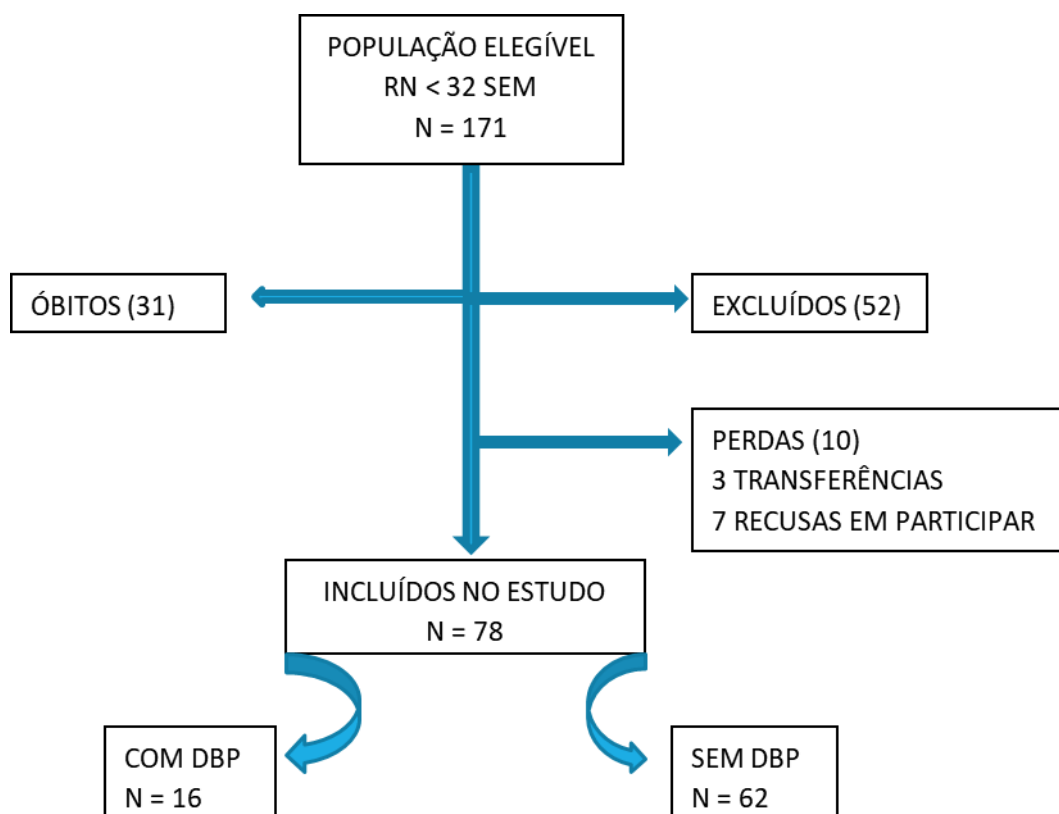 POPULAÇÃO ELEGÍVEL
RN < 32 SEM
N = 171
ÓBITOS (31)
EXCLUÍDOS (52)
PERDAS (10)
3 TRANSFERÊNCIAS
7 RECUSAS EM PARTICIPAR
INCLUÍDOS NO ESTUDO
N = 78
COM DBP
N = 16
SEM DBP
N = 62